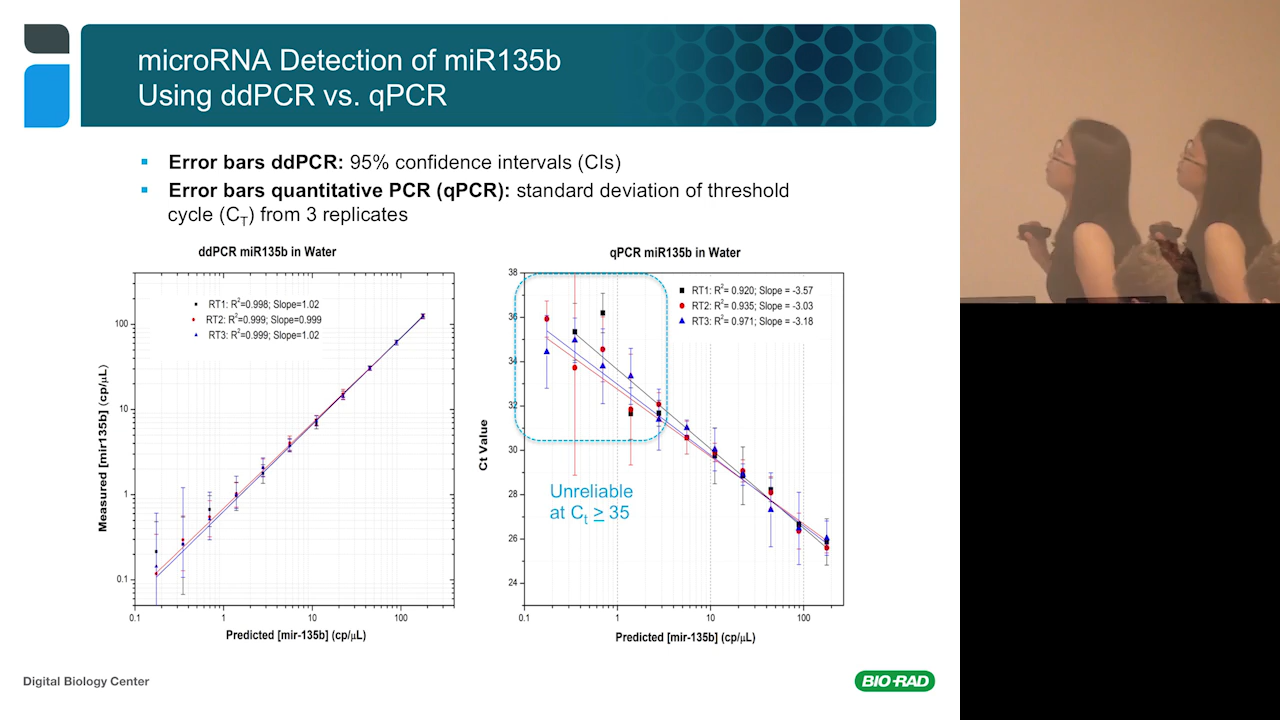 microRNA Detection of miR135b
Using ddPCR vs. qPCR
▪ Error bars ddPCR: 95% confidence intervals (CIs)
▪ Error bars quantitative PCR (qPCR): standard deviation of threshold
cycle (CT) from 3 replicates
ddPCR miR135b in Water
RT1: R²=0.998; Slope=1.02
RT2: R²=0.999; Slope=0.999
RT3: R²=0.999; Slope=1.02
100
10
1
0.1
Measured [mir135b] (cp/µL)
0.1 1 10 100
Predicted [mir-135b] (cp/µL)
qPCR miR135b in Water
RT1: R²= 0.920; Slope = -3.57
RT2: R²= 0.935; Slope = -3.03
RT3: R²= 0.971; Slope = -3.18
38
36
34
32
30
28
26
24
Ct Value
Unreliable
at Ct ≥ 35
0.1 1 10 100
Predicted [mir-135b] (cp/µL)
Digital Biology Center
BIO-RAD